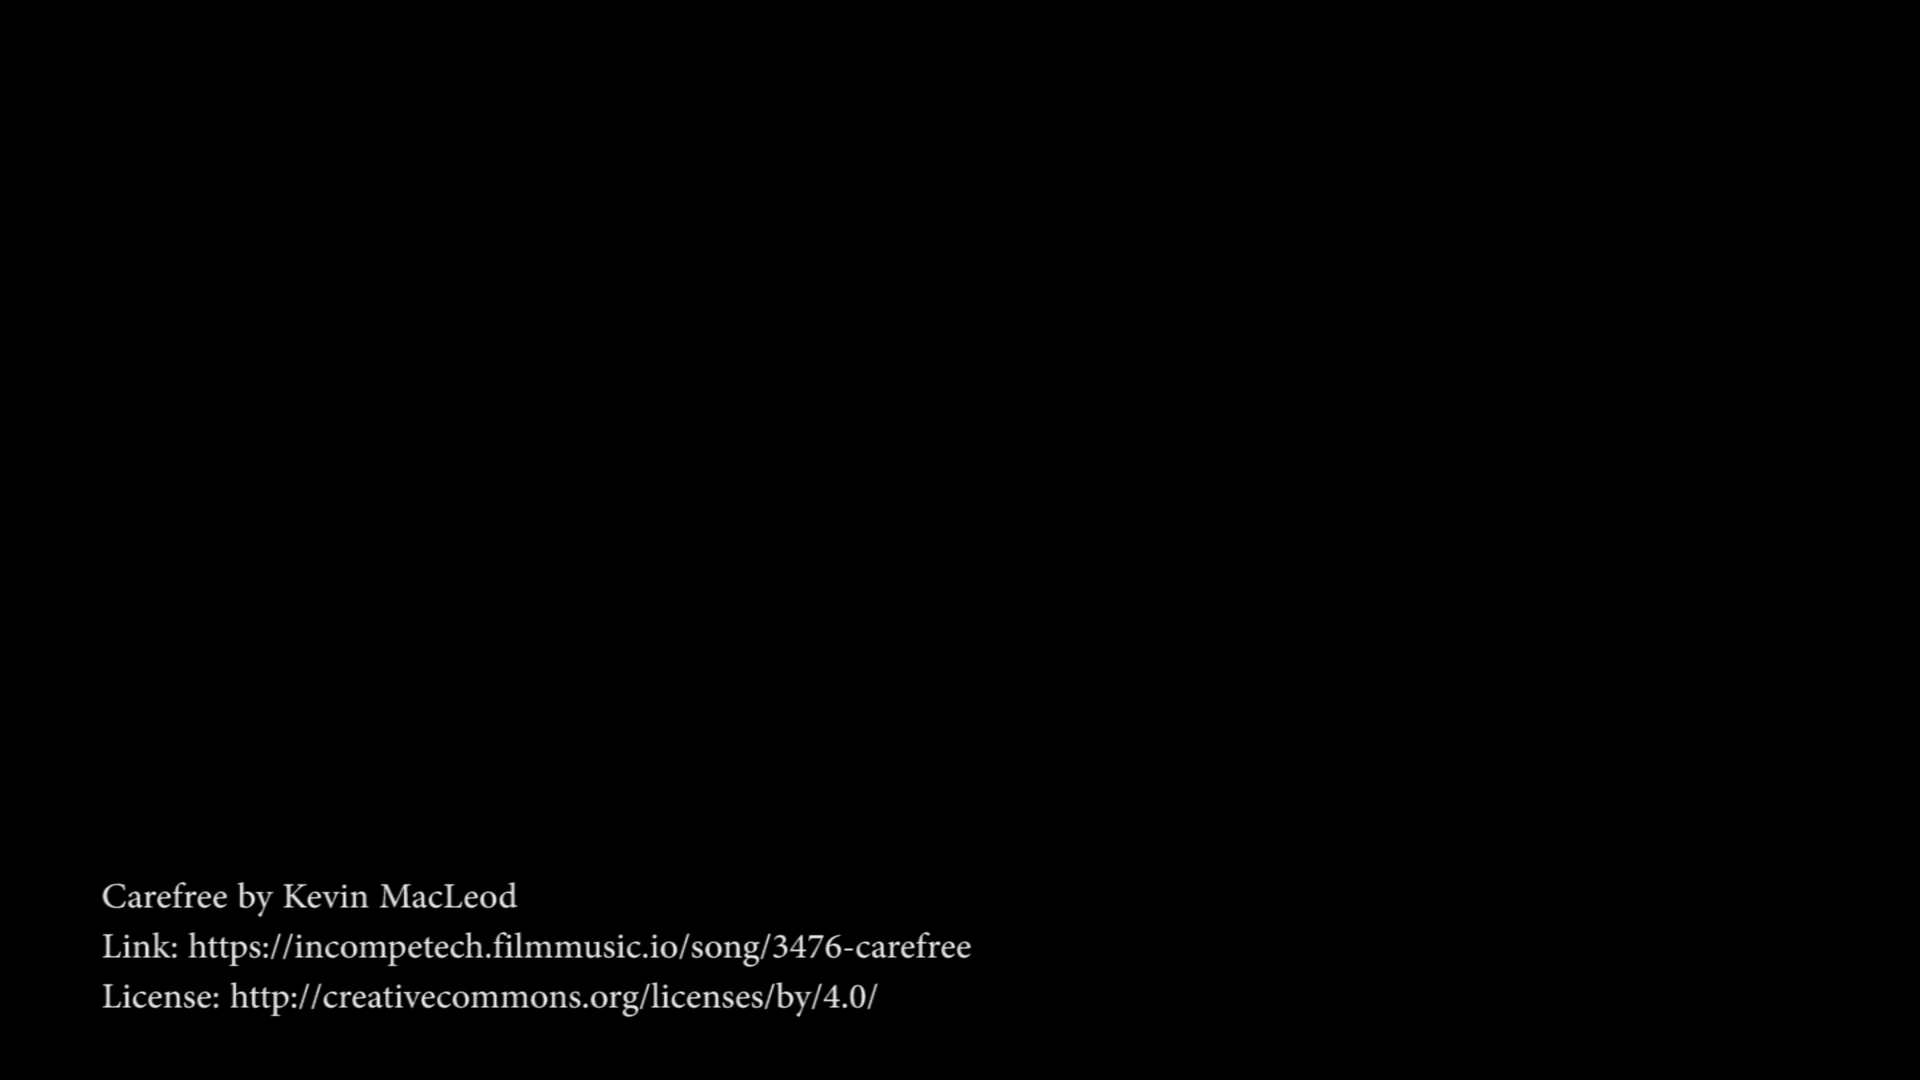 Carefree by Kevin MacLeod
Link: https://incompetech.filmmusic.io/song/3476-carefree
License: http://creativecommons.org/licenses/by/4.0/